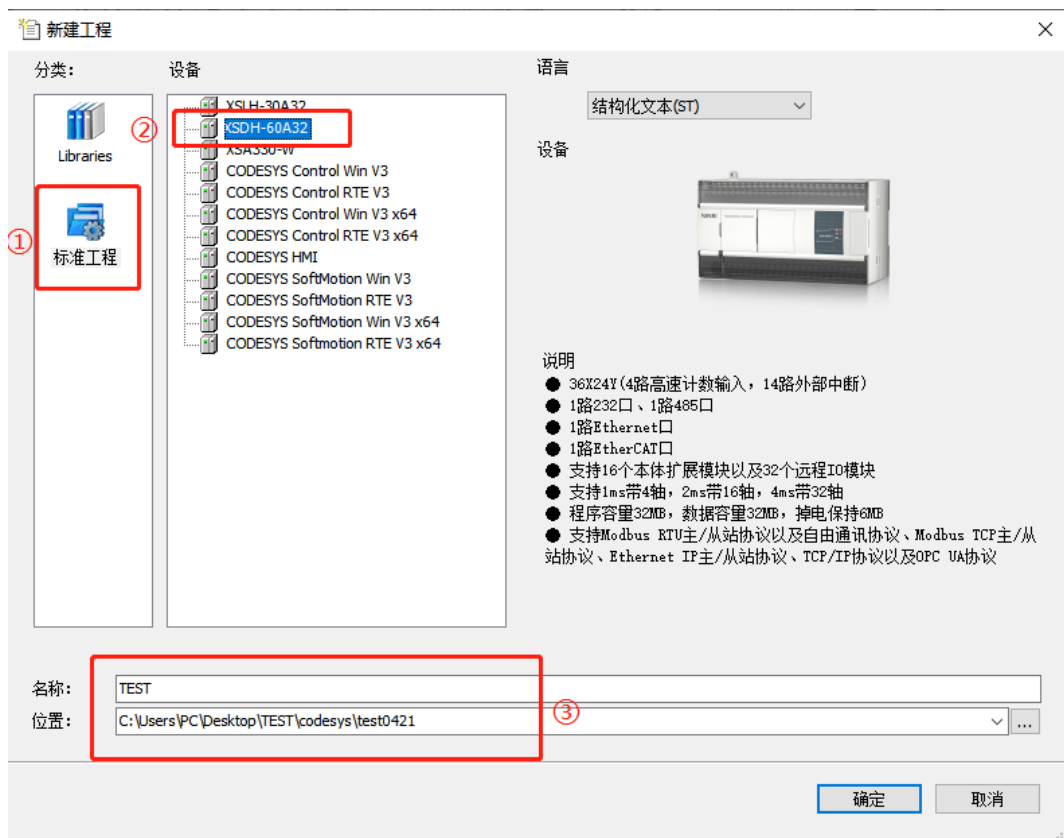 新建工程
分类:
设备
语言
Libraries
①
标准工程
②
XSLH-30A32
XSDH-60A32
XSA330-W
CODESYS Control Win V3
CODESYS Control RTE V3
CODESYS Control Win V3 x64
CODESYS Control RTE V3 x64
CODESYS HMI
CODESYS SoftMotion Win V3
CODESYS SoftMotion RTE V3
CODESYS SoftMotion Win V3 x64
CODESYS Softmotion RTE V3 x64
结构化文本(ST)
设备
说明
● 36X24Y(4路高速计数输入，14路外部中断)
● 1路232口、1路485口
● 1路Ethernet口
● 1路EtherCAT口
● 支持16个本体扩展模块以及32个远程IO模块
● 支持1ms带4轴，2ms带16轴，4ms带32轴
● 程序容量32MB，数据容量32MB，掉电保持6MB
● 支持Modbus RTU主/从站协议以及自由通讯协议、Modbus TCP主/从
站协议、Ethernet IP主/从站协议、TCP/IP协议以及OPC UA协议
名称:
TEST
位置:
C:\Users\PC\Desktop\TEST\codesys\test0421
...
③
确定
取消